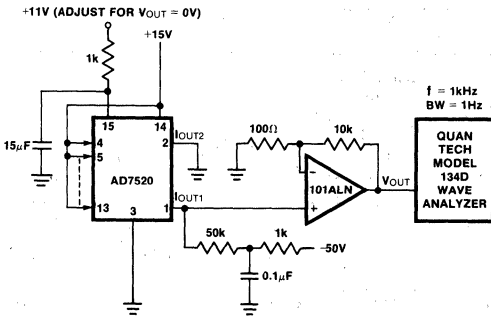 +11V (ADJUST FOR VOUT = 0V)
+15V
1k
15μF
15
14
4
5
13
2
1
3
AD7520
IOUT2
IOUT1
100Ω
10k
101ALN
−
+
VOUT
f = 1kHz
BW = 1Hz
QUAN
TECH
MODEL
134D
WAVE
ANALYZER
50k
1k
−50V
0.1μF